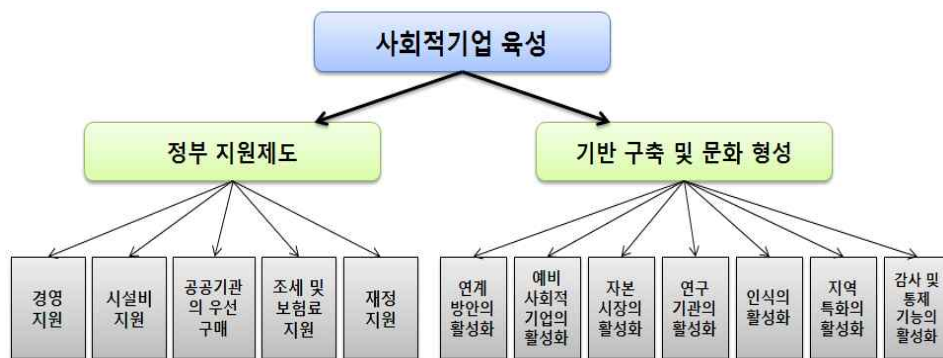 사회적기업 육성
정부 지원제도
기반 구축 및 문화 형성
경영
지원
시설비
지원
공공기관
의 우선
구매
조세 및
보험료
지원
재정
지원
연계
방안의
활성화
예비
사회적
기업의
활성화
자본
시장의
활성화
연구
기관의
활성화
인식의
활성화
지역
특화의
활성화
감사 및
통제
기능의
활성화